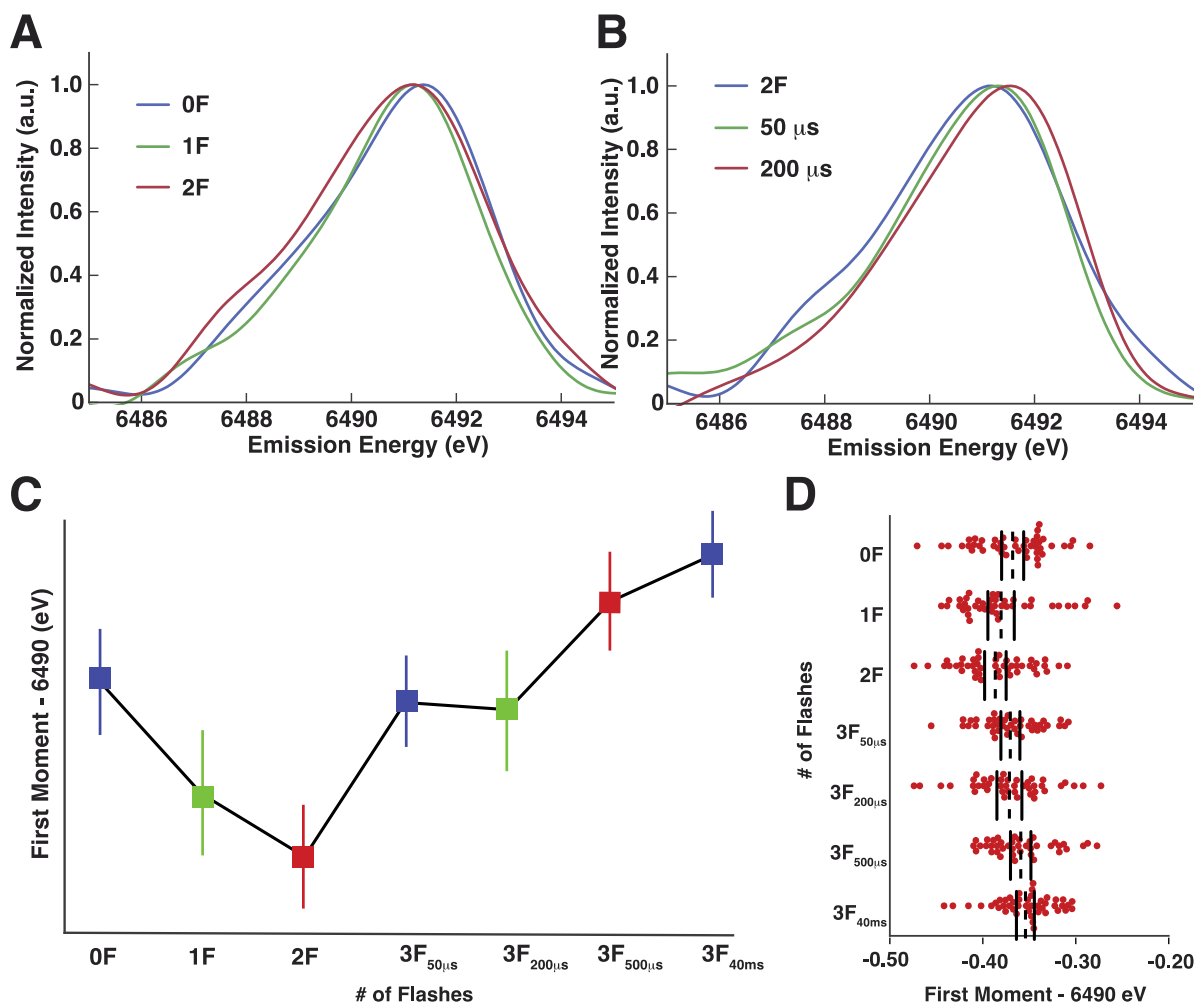 A
Normalized Intensity (a.u.)
1.0
0.8
0.6
0.4
0.2
0
0F
1F
2F
6486 6488 6490 6492 6494
Emission Energy (eV)
B
Normalized Intensity (a.u.)
1.0
0.8
0.6
0.4
0.2
0
2F
50 μs
200 μs
6486 6488 6490 6492 6494
Emission Energy (eV)
C
First Moment - 6490 (eV)
0F 1F 2F 3F50μs 3F200μs 3F500μs 3F40ms
# of Flashes
D
# of Flashes
0F
1F
2F
3F50μs
3F200μs
3F500μs
3F40ms
-0.50 -0.40 -0.30 -0.20
First Moment - 6490 eV